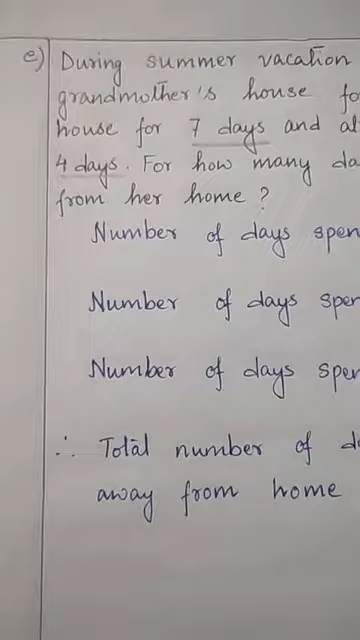 e) During summer vacation
grandmother's house fo
house for 7 days and al
4 days. For how many da
from her home?
Number of days spen
Number of days spen
Number of days spen
∴ Total number of d
away from home